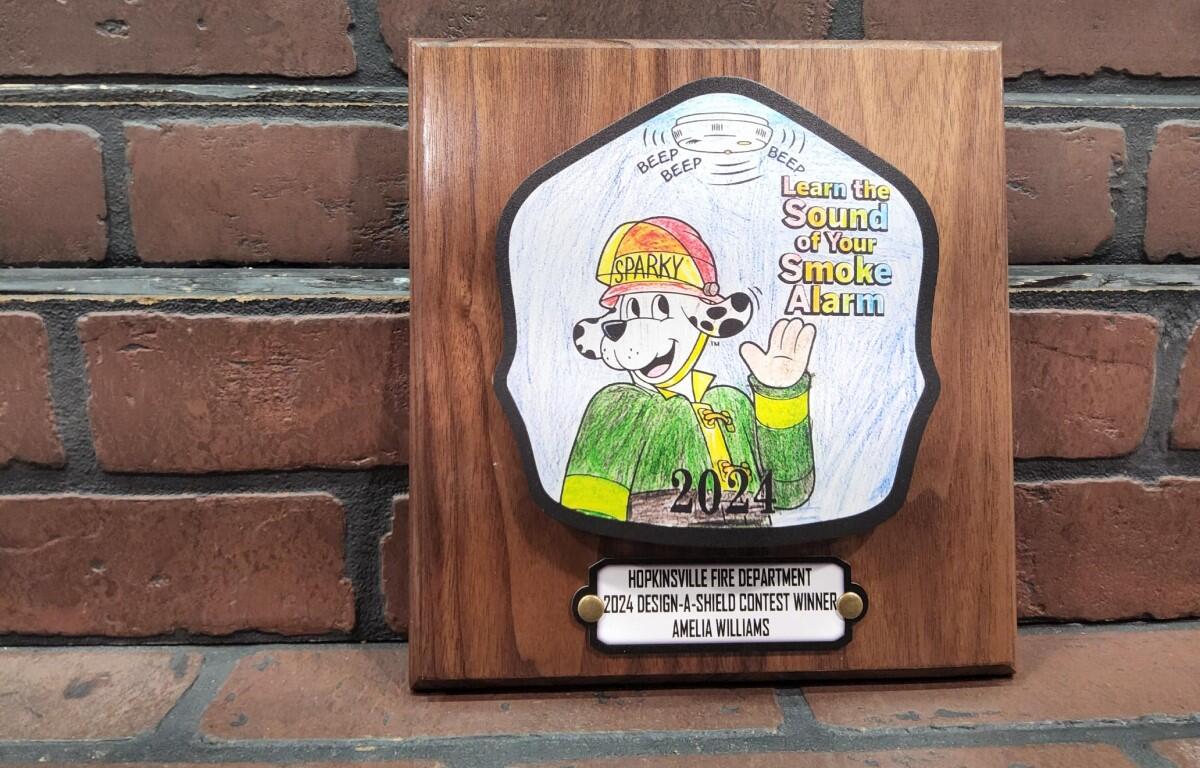 BEEP
BEEP
BEEP
Learn the
Sound
of Your
Smoke
Alarm
SPARKY
™
2024
HOPKINSVILLE FIRE DEPARTMENT
2024 DESIGN-A-SHIELD CONTEST WINNER
AMELIA WILLIAMS